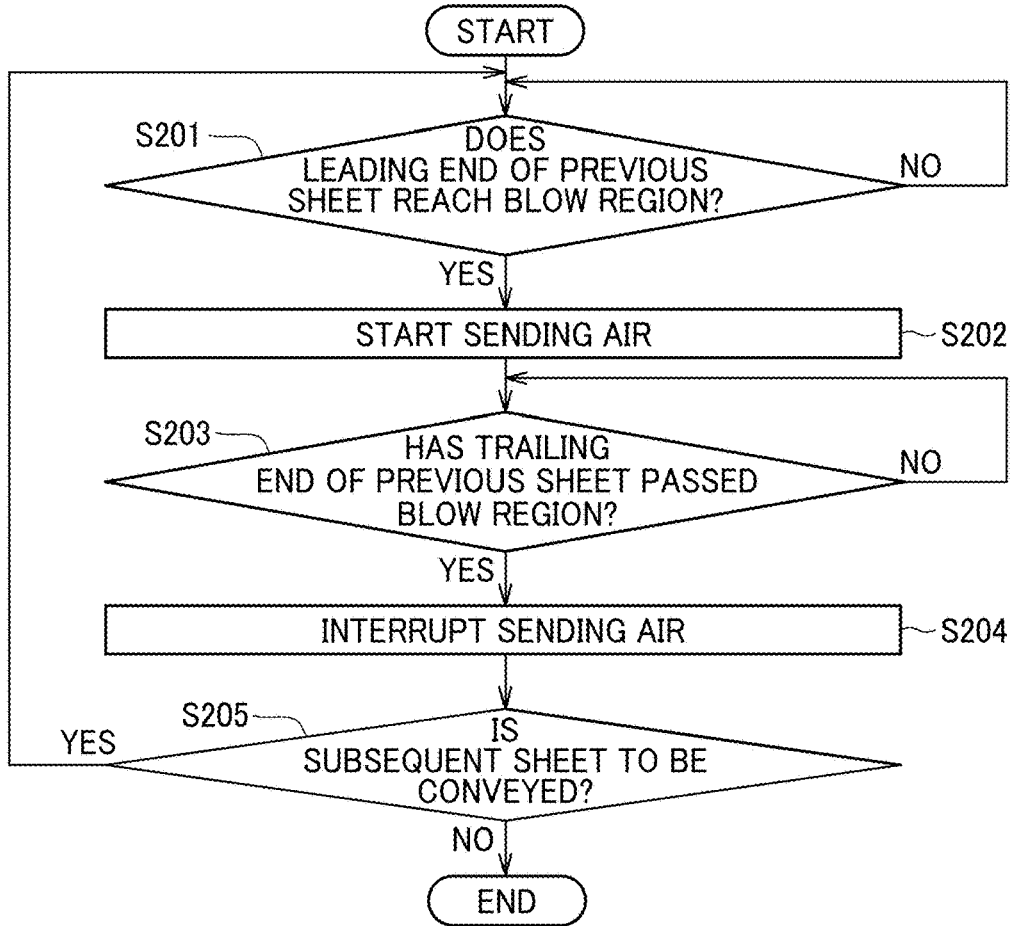 START
S201
DOES
LEADING END OF PREVIOUS
SHEET REACH BLOW REGION?
NO
YES
START SENDING AIR
S202
S203
HAS TRAILING
END OF PREVIOUS SHEET PASSED
BLOW REGION?
NO
YES
INTERRUPT SENDING AIR
S204
S205
IS
SUBSEQUENT SHEET TO BE
CONVEYED?
YES
NO
END